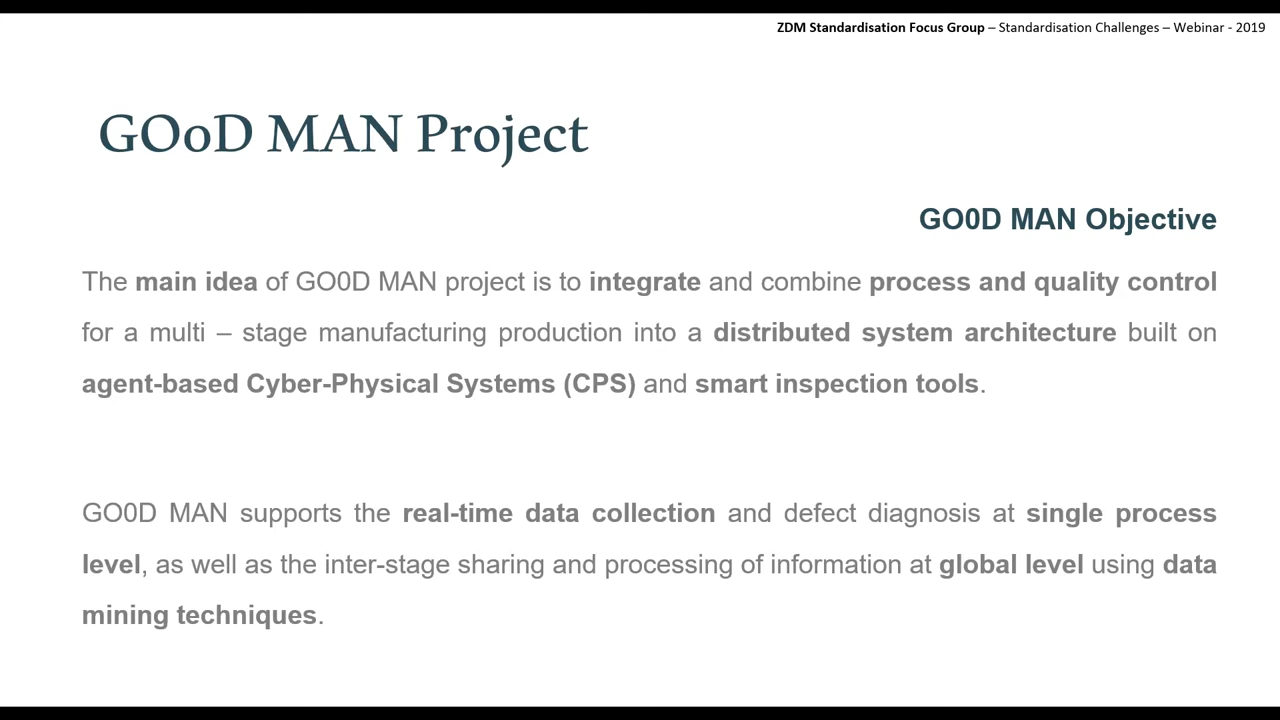 ZDM Standardisation Focus Group – Standardisation Challenges – Webinar - 2019
GOoD MAN Project
GO0D MAN Objective
The main idea of GO0D MAN project is to integrate and combine process and quality control
for a multi – stage manufacturing production into a distributed system architecture built on
agent-based Cyber-Physical Systems (CPS) and smart inspection tools.
GO0D MAN supports the real-time data collection and defect diagnosis at single process
level, as well as the inter-stage sharing and processing of information at global level using data
mining techniques.